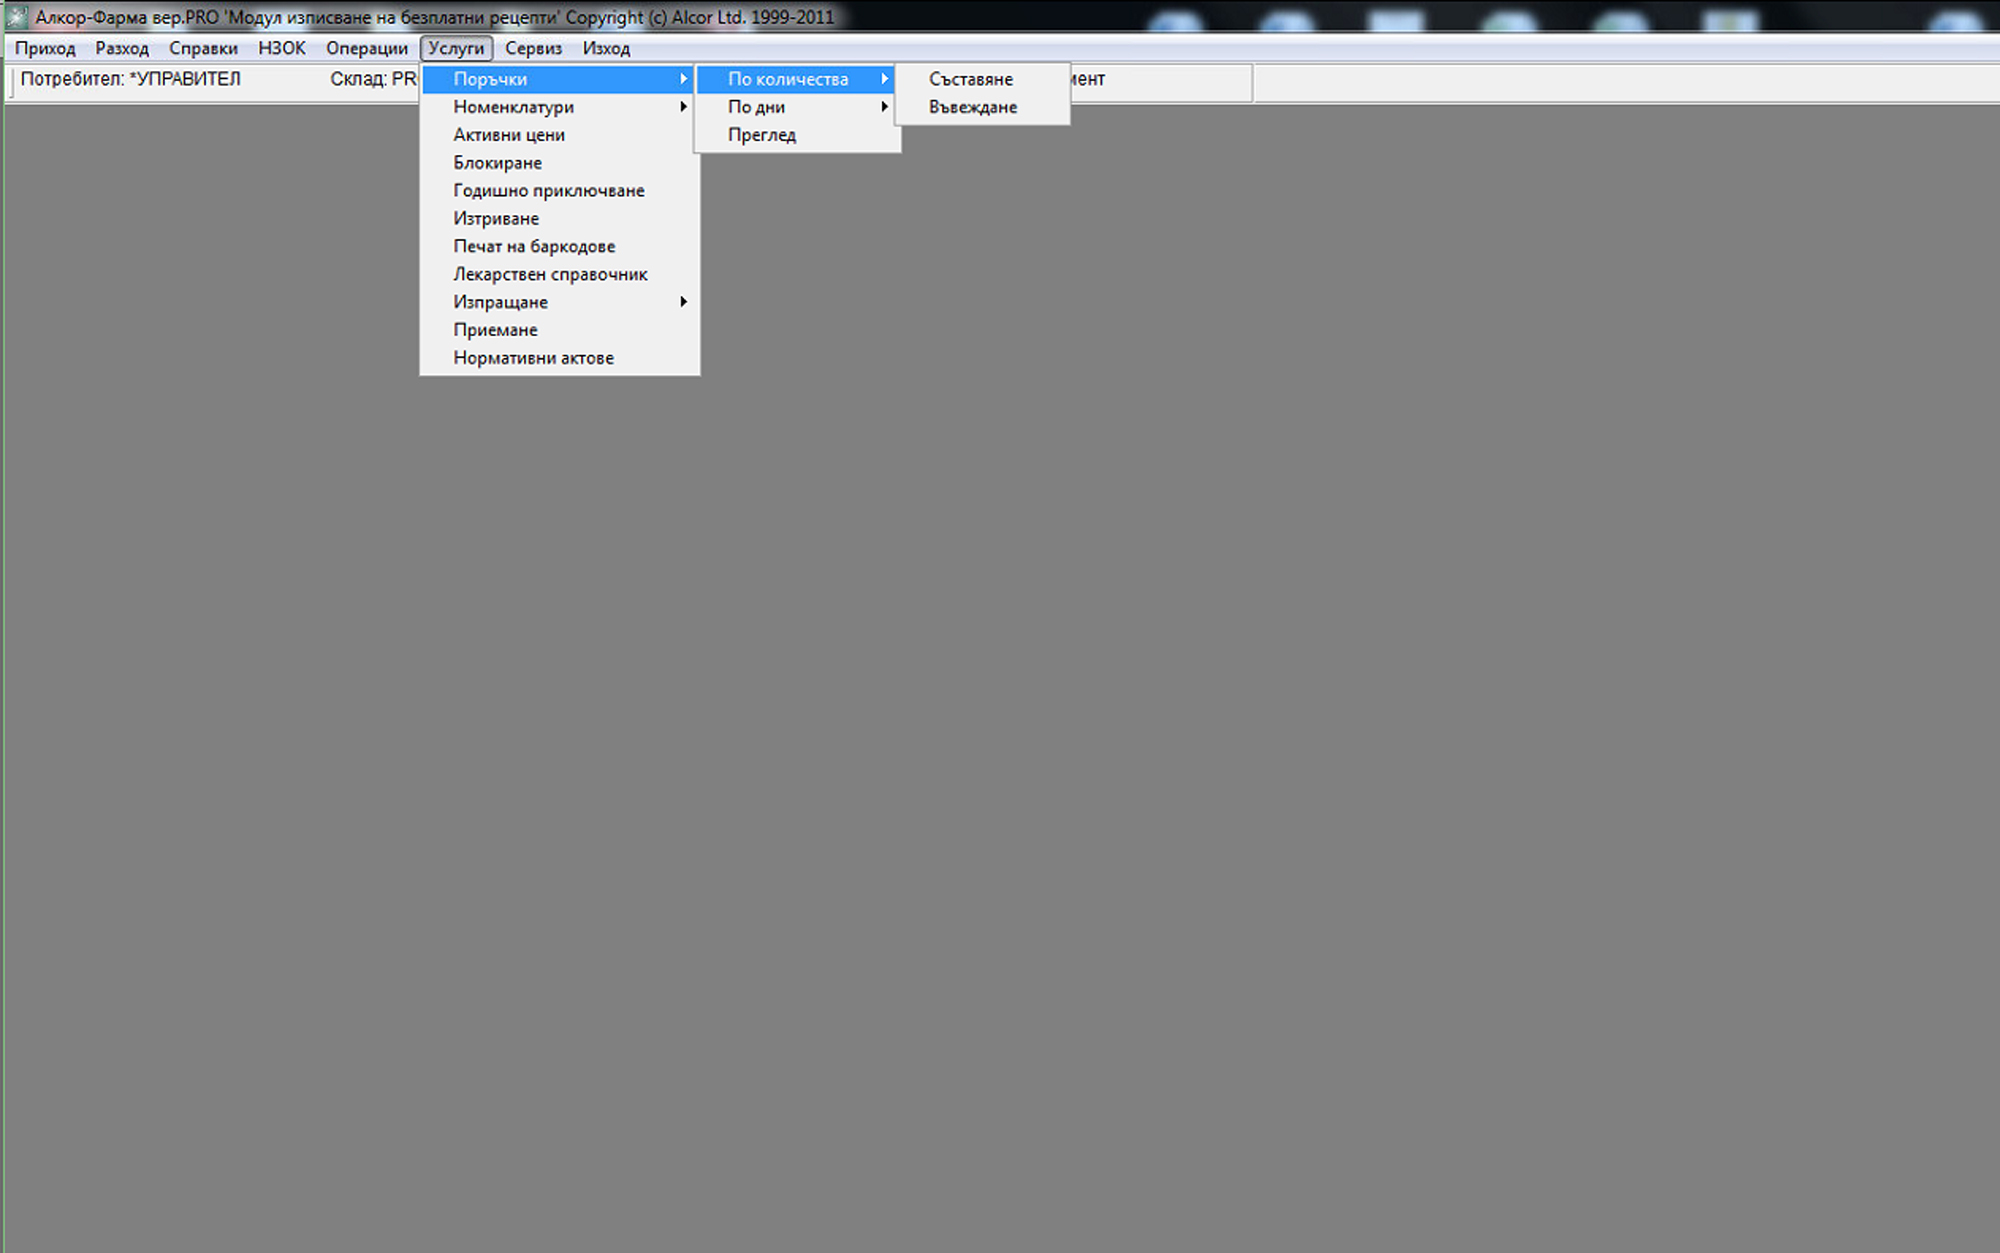 Алкор-Фарма вер.PRO 'Модул изписване на безплатни рецепти' Copyright (c) Alcor Ltd. 1999-2011
Приход Разход Справки НЗОК Операции Услуги Сервиз Изход
Потребител: *УПРАВИТЕЛ Склад: PR
Поръчки
Номенклатури
Активни цени
Блокиране
Годишно приключване
Изтриване
Печат на баркодове
Лекарствен справочник
Изпращане
Приемане
Нормативни актове
По количества
По дни
Преглед
Съставяне
Въвеждане
мент